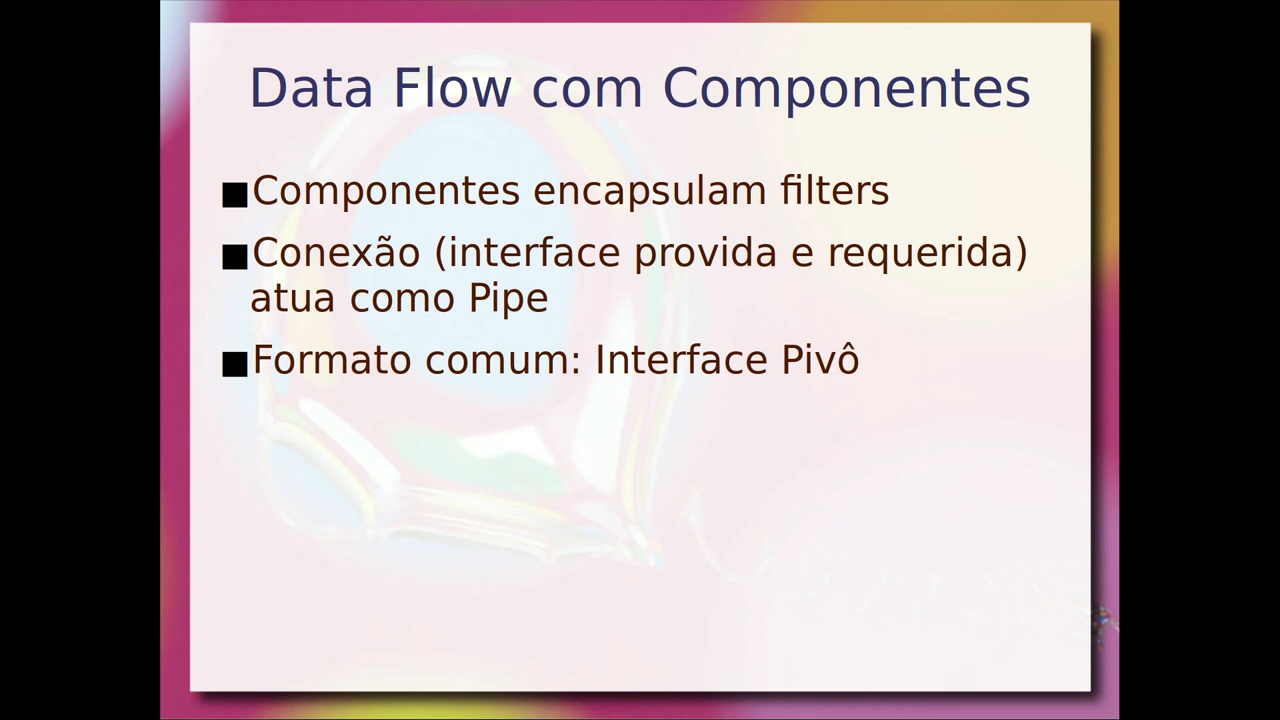 Data Flow com Componentes
■Componentes encapsulam filters
■Conexão (interface provida e requerida)
atua como Pipe
■Formato comum: Interface Pivô